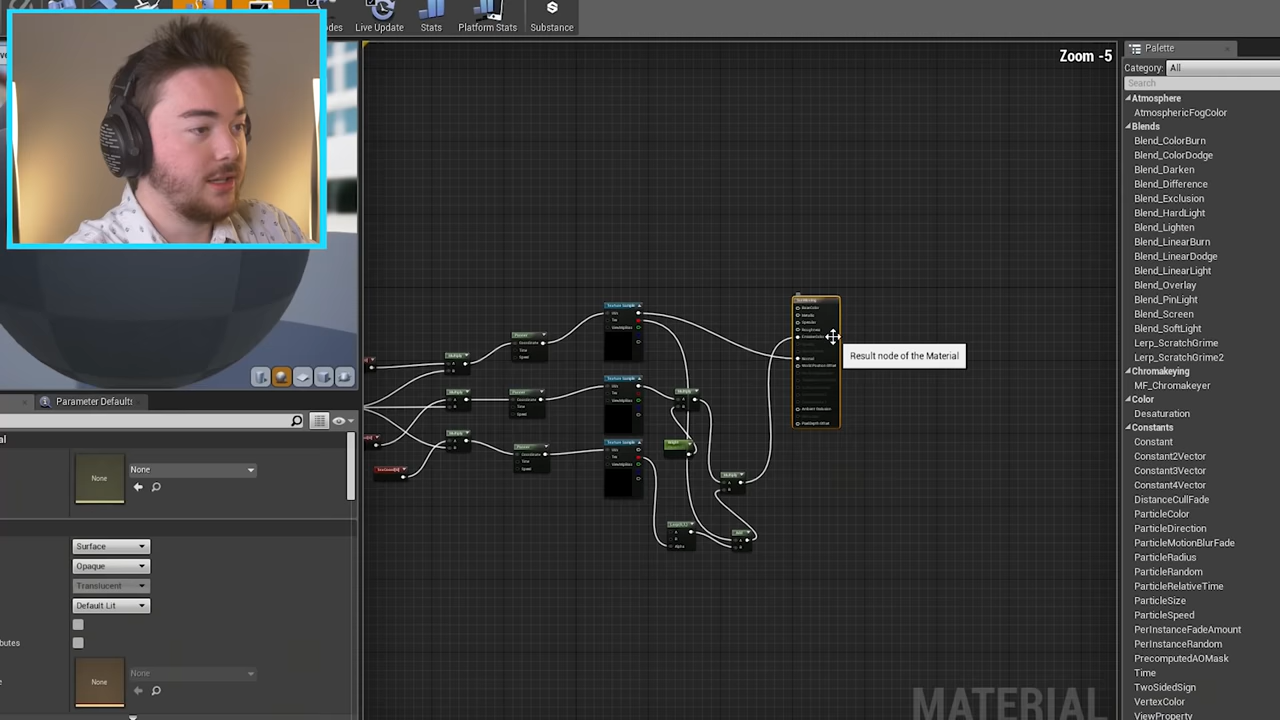 odes
Live Update
Stats
Platform Stats
Substance
Zoom -5
Result node of the Material
MATERIAL
Parameter Defaults
al
None
Surface
Opaque
Translucent
Default Lit
butes
None
None
Palette
Category: All
Search
Atmosphere
AtmosphericFogColor
Blends
Blend_ColorBurn
Blend_ColorDodge
Blend_Darken
Blend_Difference
Blend_Exclusion
Blend_HardLight
Blend_Lighten
Blend_LinearBurn
Blend_LinearDodge
Blend_LinearLight
Blend_Overlay
Blend_PinLight
Blend_Screen
Blend_SoftLight
Lerp_ScratchGrime
Lerp_ScratchGrime2
Chromakeying
MF_Chromakeyer
Color
Desaturation
Constants
Constant
Constant2Vector
Constant3Vector
Constant4Vector
DistanceCullFade
ParticleColor
ParticleDirection
ParticleMotionBlurFade
ParticleRadius
ParticleRandom
ParticleRelativeTime
ParticleSize
ParticleSpeed
PerInstanceFadeAmount
PerInstanceRandom
PrecomputedAOMask
Time
TwoSidedSign
VertexColor
ViewProperty